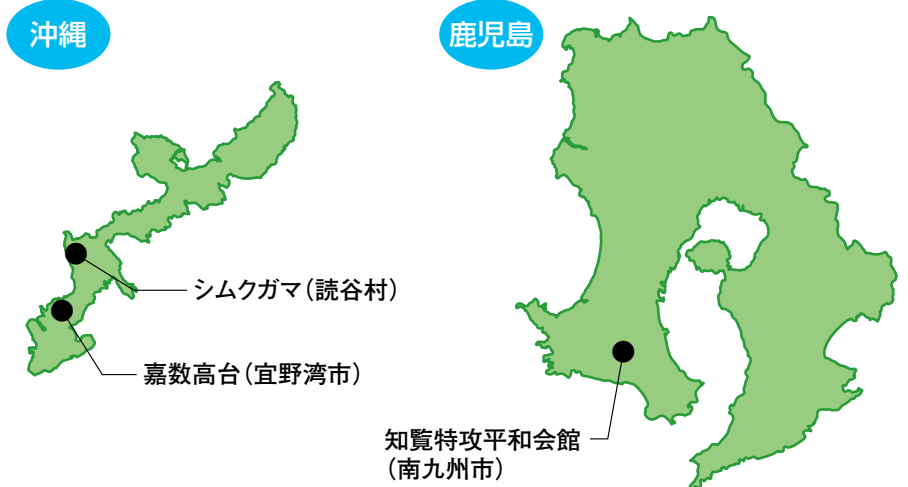 沖縄
鹿児島
シムクガマ(読谷村)
嘉数高台(宜野湾市)
知覧特攻平和会館
(南九州市)